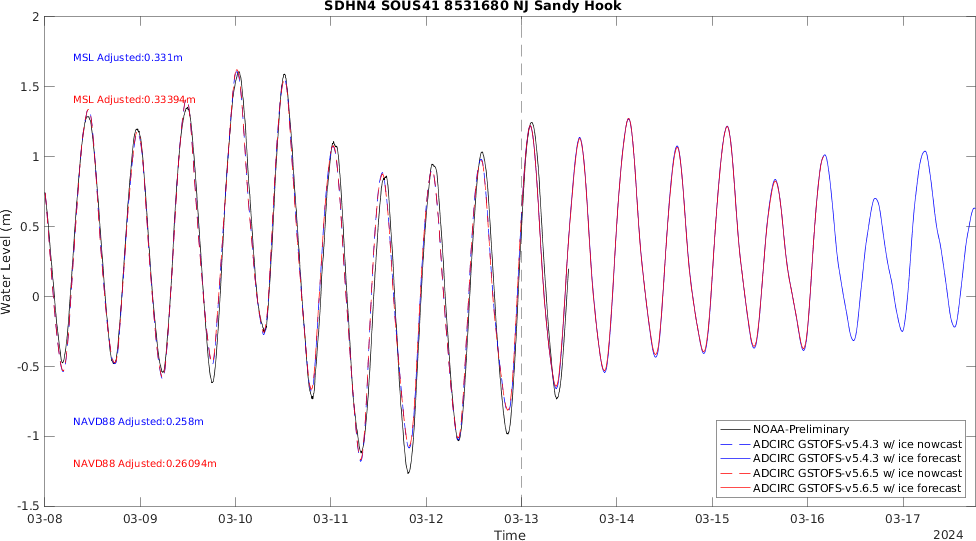 SDHN4 SOUS41 8531680 NJ Sandy Hook
2
1.5
1
0.5
0
-0.5
-1
-1.5
Water Level (m)
MSL Adjusted:0.331m
MSL Adjusted:0.33394m
NAVD88 Adjusted:0.258m
NAVD88 Adjusted:0.26094m
NOAA-Preliminary
ADCIRC GSTOFS-v5.4.3 w/ ice nowcast
ADCIRC GSTOFS-v5.4.3 w/ ice forecast
ADCIRC GSTOFS-v5.6.5 w/ ice nowcast
ADCIRC GSTOFS-v5.6.5 w/ ice forecast
03-08 03-09 03-10 03-11 03-12 03-13 03-14 03-15 03-16 03-17
Time
2024